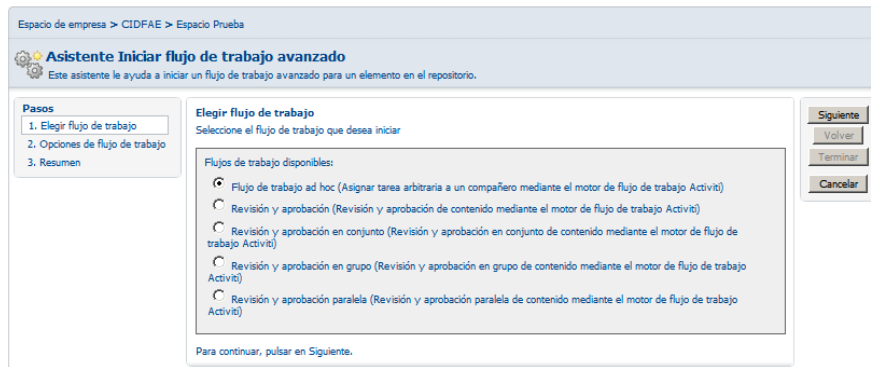 Espacio de empresa > CIDFAE > Espacio Prueba
Asistente Iniciar flujo de trabajo avanzado
Este asistente le ayuda a iniciar un flujo de trabajo avanzado para un elemento en el repositorio.
Pasos
1. Elegir flujo de trabajo
2. Opciones de flujo de trabajo
3. Resumen
Elegir flujo de trabajo
Seleccione el flujo de trabajo que desea iniciar
Flujos de trabajo disponibles:
Flujo de trabajo ad hoc (Asignar tarea arbitraria a un compañero mediante el motor de flujo de trabajo Activiti)
Revisión y aprobación (Revisión y aprobación de contenido mediante el motor de flujo de trabajo Activiti)
Revisión y aprobación en conjunto (Revisión y aprobación en conjunto de contenido mediante el motor de flujo de
trabajo Activiti)
Revisión y aprobación en grupo (Revisión y aprobación en grupo de contenido mediante el motor de flujo de trabajo
Activiti)
Revisión y aprobación paralela (Revisión y aprobación paralela de contenido mediante el motor de flujo de trabajo
Activiti)
Para continuar, pulsar en Siguiente.
Siguiente
Volver
Terminar
Cancelar